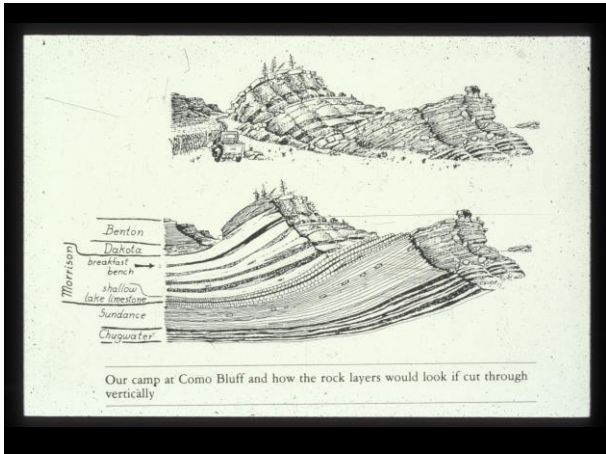 Benton
Dakota
Morrison
breakfast
bench
shallow
lake limestone
Sundance
Chugwater
Our camp at Como Bluff and how the rock layers would look if cut through
vertically